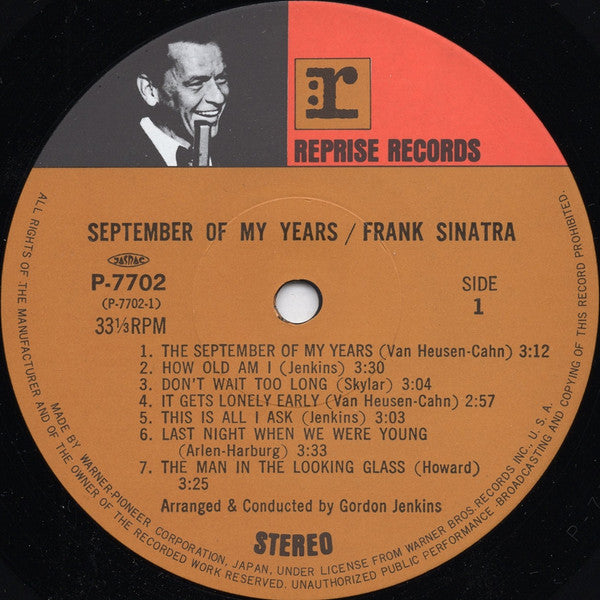 :r
REPRISE RECORDS
SEPTEMBER OF MY YEARS / FRANK SINATRA
JASRAC
P-7702
(P-7702-1)
33⅓RPM
SIDE
1
1. THE SEPTEMBER OF MY YEARS (Van Heusen-Cahn) 3:12
2. HOW OLD AM I (Jenkins) 3:30
3. DON'T WAIT TOO LONG (Skylar) 3:04
4. IT GETS LONELY EARLY (Van Heusen-Cahn) 2:57
5. THIS IS ALL I ASK (Jenkins) 3:03
6. LAST NIGHT WHEN WE WERE YOUNG
(Arlen-Harburg) 3:33
7. THE MAN IN THE LOOKING GLASS (Howard)
3:25
Arranged & Conducted by Gordon Jenkins
STEREO
MADE BY WARNER-PIONEER CORPORATION, JAPAN, UNDER LICENSE FROM WARNER BROS. RECORDS INC., U. S. A.
ALL RIGHTS OF THE MANUFACTURER AND OF THE OWNER OF THE RECORDED WORK RESERVED. UNAUTHORIZED PUBLIC PERFORMANCE·BROADCASTING AND COPYING OF THIS RECORD PROHIBITED.